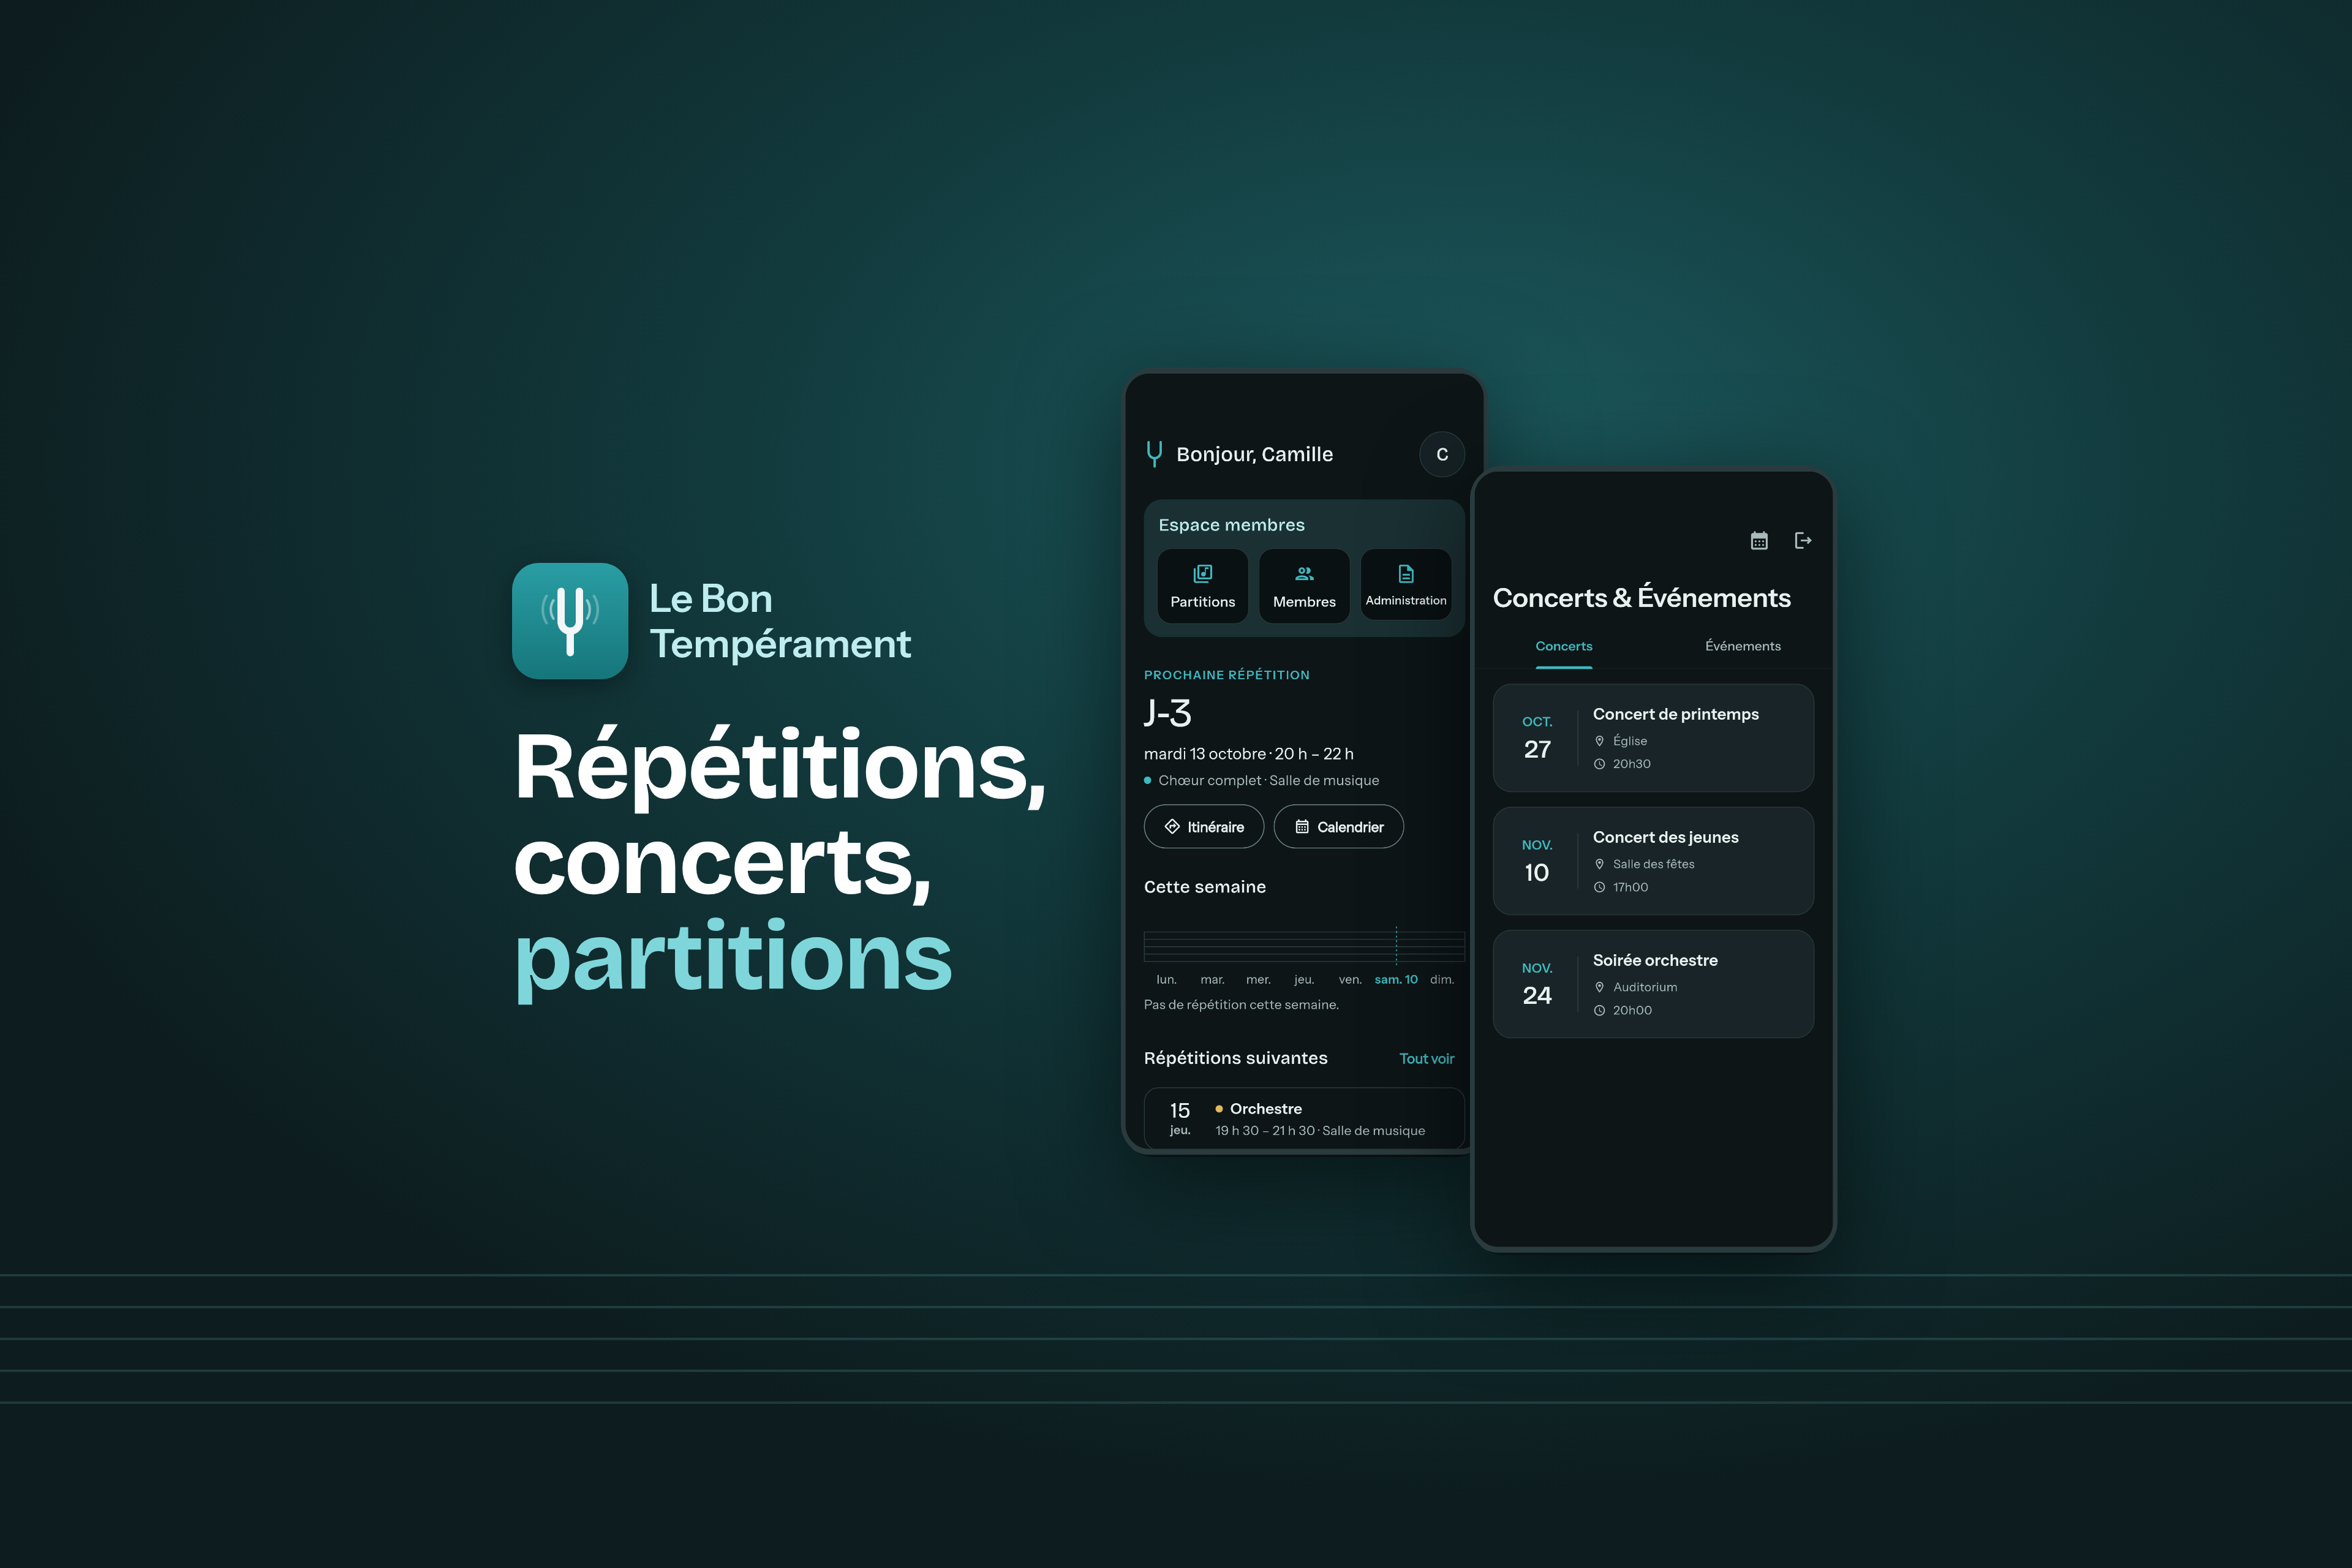 Le Bon
Tempérament
Répétitions,
concerts,
partitions
Bonjour, Camille
C
Espace membres
Partitions
Membres
Administration
PROCHAINE RÉPÉTITION
J-3
mardi 13 octobre · 20 h – 22 h
Chœur complet · Salle de musique
Itinéraire
Calendrier
Cette semaine
lun. mar. mer. jeu. ven. sam. 10 dim.
Pas de répétition cette semaine.
Répétitions suivantes
Tout voir
15
jeu.
Orchestre
19 h 30 – 21 h 30 · Salle de musique
Concerts & Événements
Concerts
Événements
OCT.
27
Concert de printemps
Église
20h30
NOV.
10
Concert des jeunes
Salle des fêtes
17h00
NOV.
24
Soirée orchestre
Auditorium
20h00